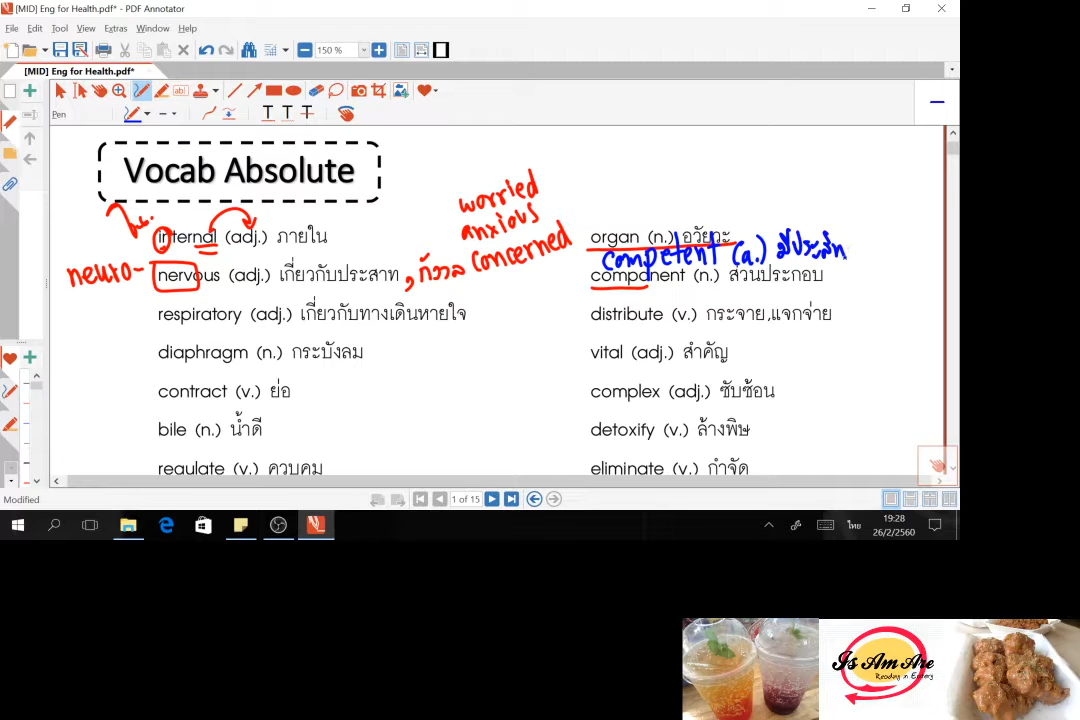 [MID] Eng for Health.pdf* - PDF Annotator
File Edit Tool View Extras Window Help
150 %
[MID] Eng for Health.pdf*
Pen
Vocab Absolute
worried
anxious
concerned
internal (adj.) ภายใน
organ (n.) อวัยวะ
competent (a.) มีประสิท
neuro-
nervous (adj.) เกี่ยวกับประสาท
, กังวล
component (n.) ส่วนประกอบ
respiratory (adj.) เกี่ยวกับทางเดินหายใจ
distribute (v.) กระจาย,แจกจ่าย
diaphragm (n.) กระบังลม
vital (adj.) สำคัญ
contract (v.) ย่อ
complex (adj.) ซับซ้อน
bile (n.) น้ำดี
detoxify (v.) ล้างพิษ
regulate (v.) ควบคุม
eliminate (v.) กำจัด
Modified
1 of 15
ไทย
19:28
26/2/2560
Is Am Are
Reading is Eatery